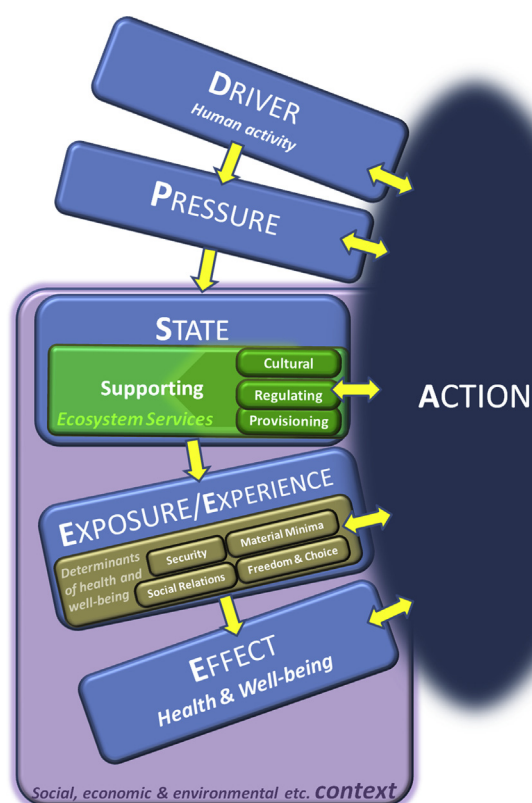 DRIVER
Human activity
PRESSURE
STATE
Cultural
Supporting
Regulating
Ecosystem Services
Provisioning
ACTION
EXPOSURE/EXPERIENCE
Determinants
of health and
well-being
Security
Material Minima
Social Relations
Freedom & Choice
EFFECT
Health & Well-being
Social, economic & environmental etc. context